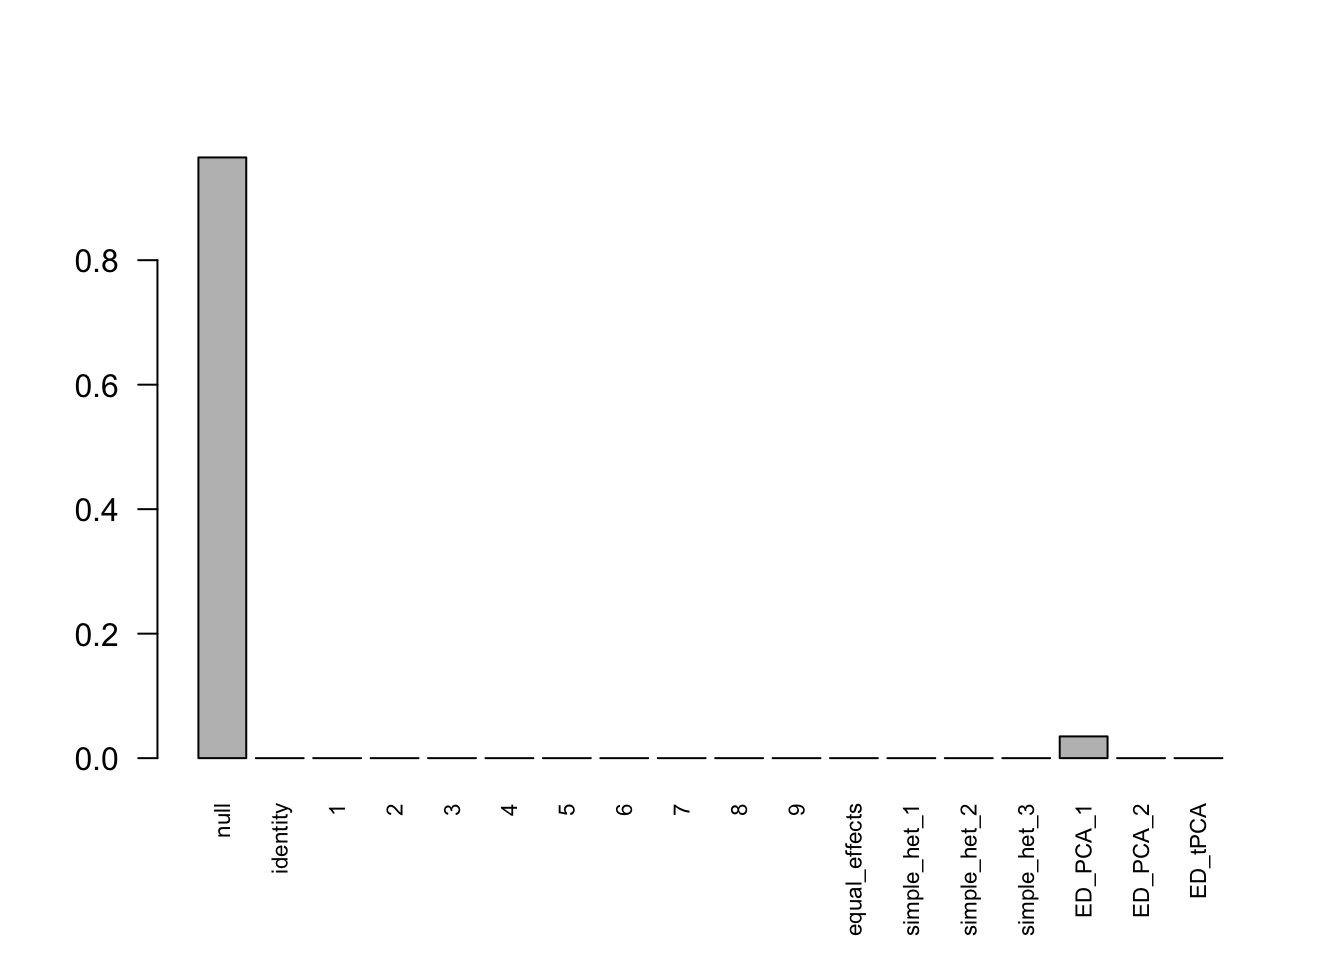 0.8
0.6
0.4
0.2
0.0
null
identity
1
2
3
4
5
6
7
8
9
equal_effects
simple_het_1
simple_het_2
simple_het_3
ED_PCA_1
ED_PCA_2
ED_tPCA